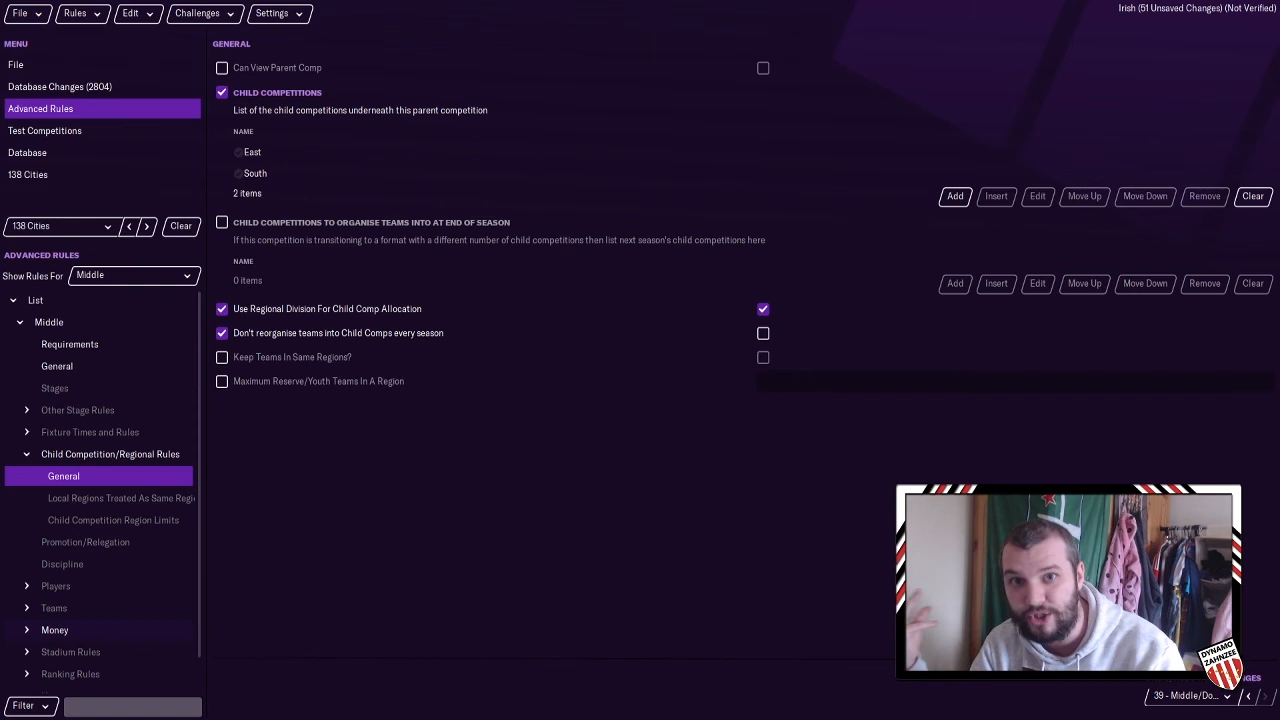 File Rules Edit Challenges Settings
Irish (51 Unsaved Changes) (Not Verified)
MENU
File
Database Changes (2804)
Advanced Rules
Test Competitions
Database
138 Cities
138 Cities Clear
ADVANCED RULES
Show Rules For Middle
List
Middle
Requirements
General
Stages
Other Stage Rules
Fixture Times and Rules
Child Competition/Regional Rules
General
Local Regions Treated As Same Regi
Child Competition Region Limits
Promotion/Relegation
Discipline
Players
Teams
Money
Stadium Rules
Ranking Rules
Filter
GENERAL
Can View Parent Comp
CHILD COMPETITIONS
List of the child competitions underneath this parent competition
NAME
East
South
2 items
Add Insert Edit Move Up Move Down Remove Clear
CHILD COMPETITIONS TO ORGANISE TEAMS INTO AT END OF SEASON
If this competition is transitioning to a format with a different number of child competitions then list next season's child competitions here
NAME
0 items
Add Insert Edit Move Up Move Down Remove Clear
Use Regional Division For Child Comp Allocation
Don't reorganise teams into Child Comps every season
Keep Teams In Same Regions?
Maximum Reserve/Youth Teams In A Region
DYNAMO
ZAHNZEE
NGES
39 - Middle/Do...